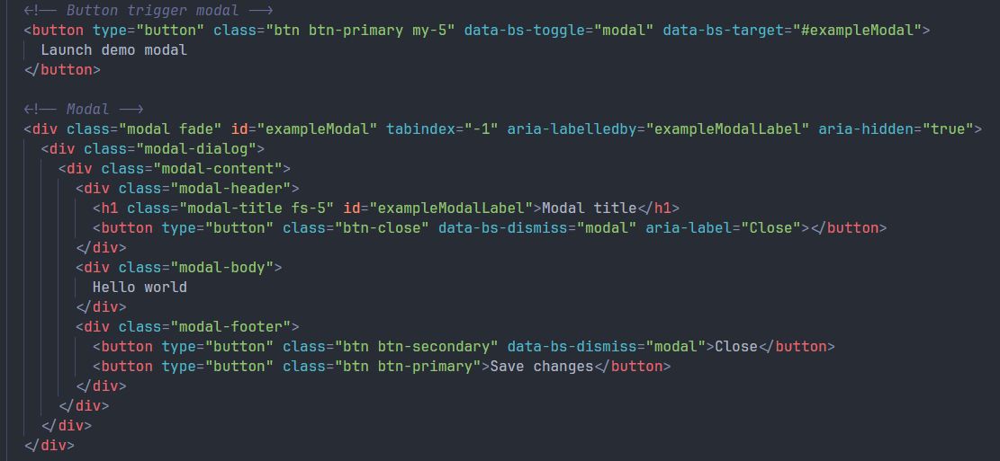 <!-- Button trigger modal -->
<button type="button" class="btn btn-primary my-5" data-bs-toggle="modal" data-bs-target="#exampleModal">
  Launch demo modal
</button>

<!-- Modal -->
<div class="modal fade" id="exampleModal" tabindex="-1" aria-labelledby="exampleModalLabel" aria-hidden="true">
  <div class="modal-dialog">
    <div class="modal-content">
      <div class="modal-header">
        <h1 class="modal-title fs-5" id="exampleModalLabel">Modal title</h1>
        <button type="button" class="btn-close" data-bs-dismiss="modal" aria-label="Close"></button>
      </div>
      <div class="modal-body">
        Hello world
      </div>
      <div class="modal-footer">
        <button type="button" class="btn btn-secondary" data-bs-dismiss="modal">Close</button>
        <button type="button" class="btn btn-primary">Save changes</button>
      </div>
    </div>
  </div>
</div>